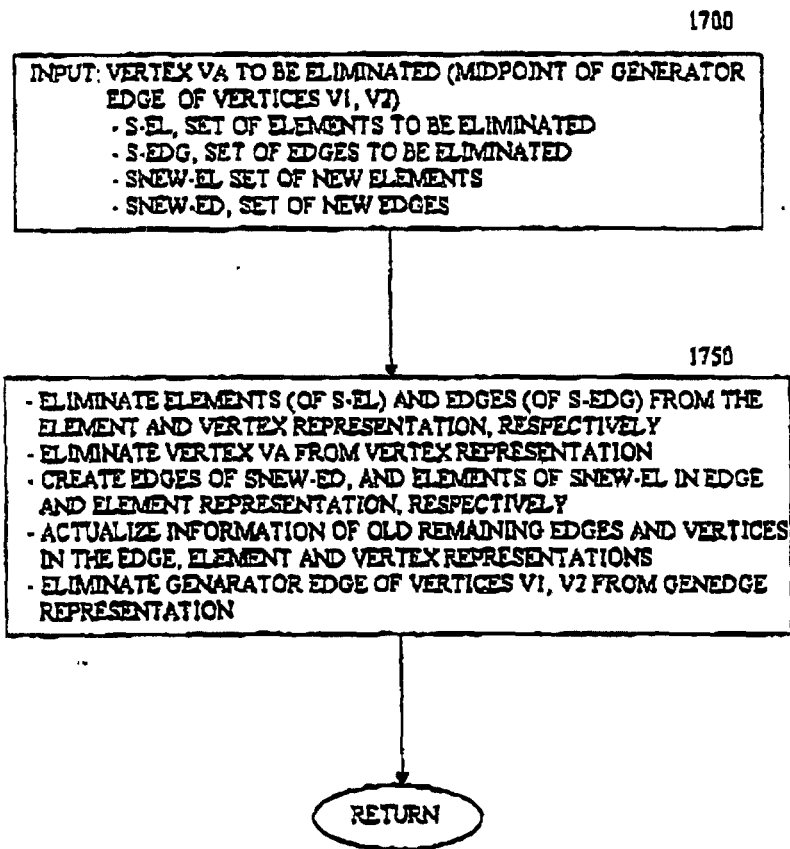 1700
INPUT: VERTEX VA TO BE ELIMINATED (MIDPOINT OF GENERATOR
EDGE OF VERTICES V1, V2)
- S-EL, SET OF ELEMENTS TO BE ELIMINATED
- S-EDG, SET OF EDGES TO BE ELIMINATED
- SNEW-EL SET OF NEW ELEMENTS
- SNEW-ED, SET OF NEW EDGES
1750
- ELIMINATE ELEMENTS (OF S-EL) AND EDGES (OF S-EDG) FROM THE
ELEMENT AND VERTEX REPRESENTATION, RESPECTIVELY
- ELIMINATE VERTEX VA FROM VERTEX REPRESENTATION
- CREATE EDGES OF SNEW-ED, AND ELEMENTS OF SNEW-EL IN EDGE
AND ELEMENT REPRESENTATION, RESPECTIVELY
- ACTUALIZE INFORMATION OF OLD REMAINING EDGES AND VERTICES
IN THE EDGE, ELEMENT AND VERTEX REPRESENTATIONS
- ELIMINATE GENARATOR EDGE OF VERTICES V1, V2 FROM GENEDGE
REPRESENTATION
RETURN